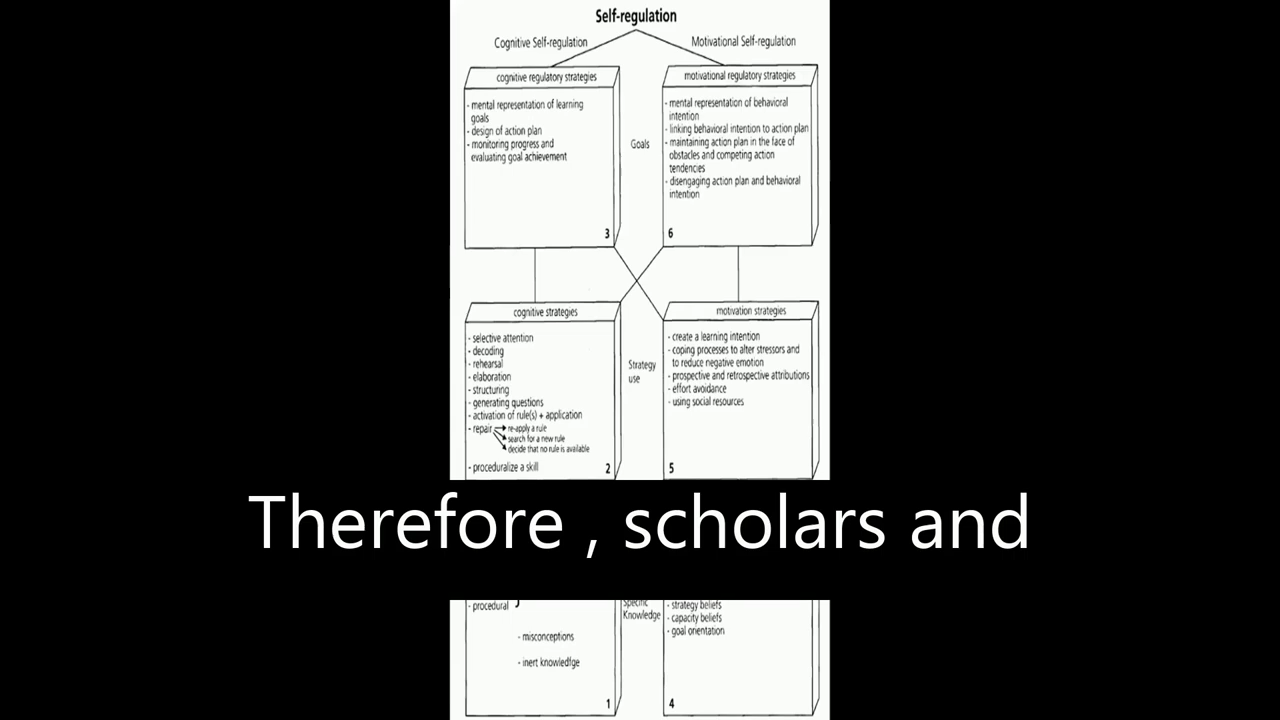 Self-regulation
Cognitive Self-regulation
Motivational Self-regulation
cognitive regulatory strategies
- mental representation of learning
goals
- design of action plan
- monitoring progress and
evaluating goal achievement
3
Goals
motivational regulatory strategies
- mental representation of behavioral
intention
- linking behavioral intention to action plan
- maintaining action plan in the face of
obstacles and competing action
tendencies
- disengaging action plan and behavioral
intention
6
cognitive strategies
- selective attention
- decoding
- rehearsal
- elaboration
- structuring
- generating questions
- activation of rule(s) + application
- repair
re-apply a rule
search for a new rule
decide that no rule is available
- proceduralize a skill
2
Strategy
use
motivation strategies
- create a learning intention
- coping processes to alter stressors and
to reduce negative emotion
- prospective and retrospective attributions
- effort avoidance
- using social resources
5
Therefore , scholars and
- procedural
- misconceptions
- inert knowledfge
1
Specific
Knowledge
- strategy beliefs
- capacity beliefs
- goal orientation
4